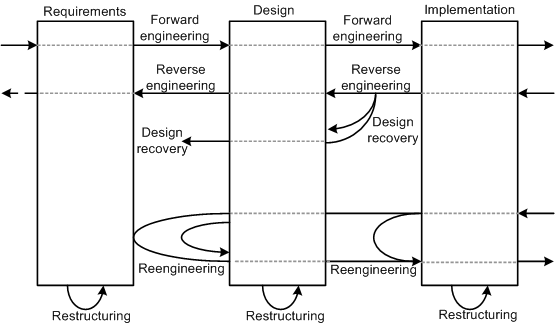 Requirements
Design
Implementation
Forward
engineering
Forward
engineering
Reverse
engineering
Reverse
engineering
Design
recovery
Design
recovery
Reengineering
Reengineering
Restructuring
Restructuring
Restructuring